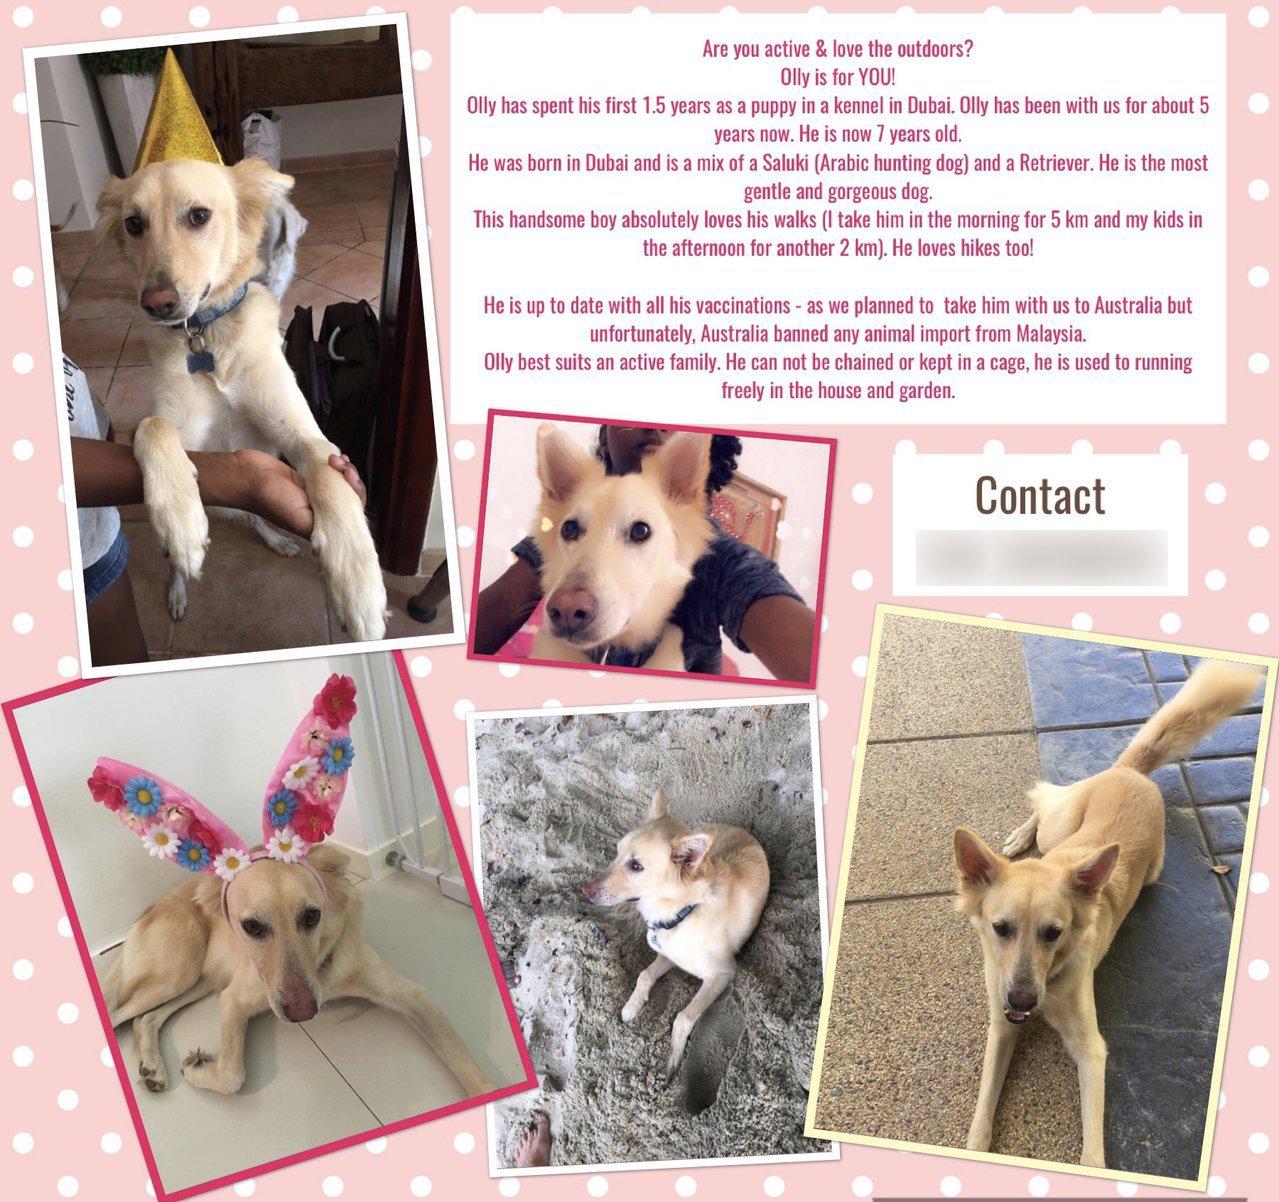 Are you active & love the outdoors?
Olly is for YOU!
Olly has spent his first 1.5 years as a puppy in a kennel in Dubai. Olly has been with us for about 5
years now. He is now 7 years old.
He was born in Dubai and is a mix of a Saluki (Arabic hunting dog) and a Retriever. He is the most
gentle and gorgeous dog.
This handsome boy absolutely loves his walks (I take him in the morning for 5 km and my kids in
the afternoon for another 2 km). He loves hikes too!
He is up to date with all his vaccinations - as we planned to take him with us to Australia but
unfortunately, Australia banned any animal import from Malaysia.
Olly best suits an active family. He can not be chained or kept in a cage, he is used to running
freely in the house and garden.
Contact